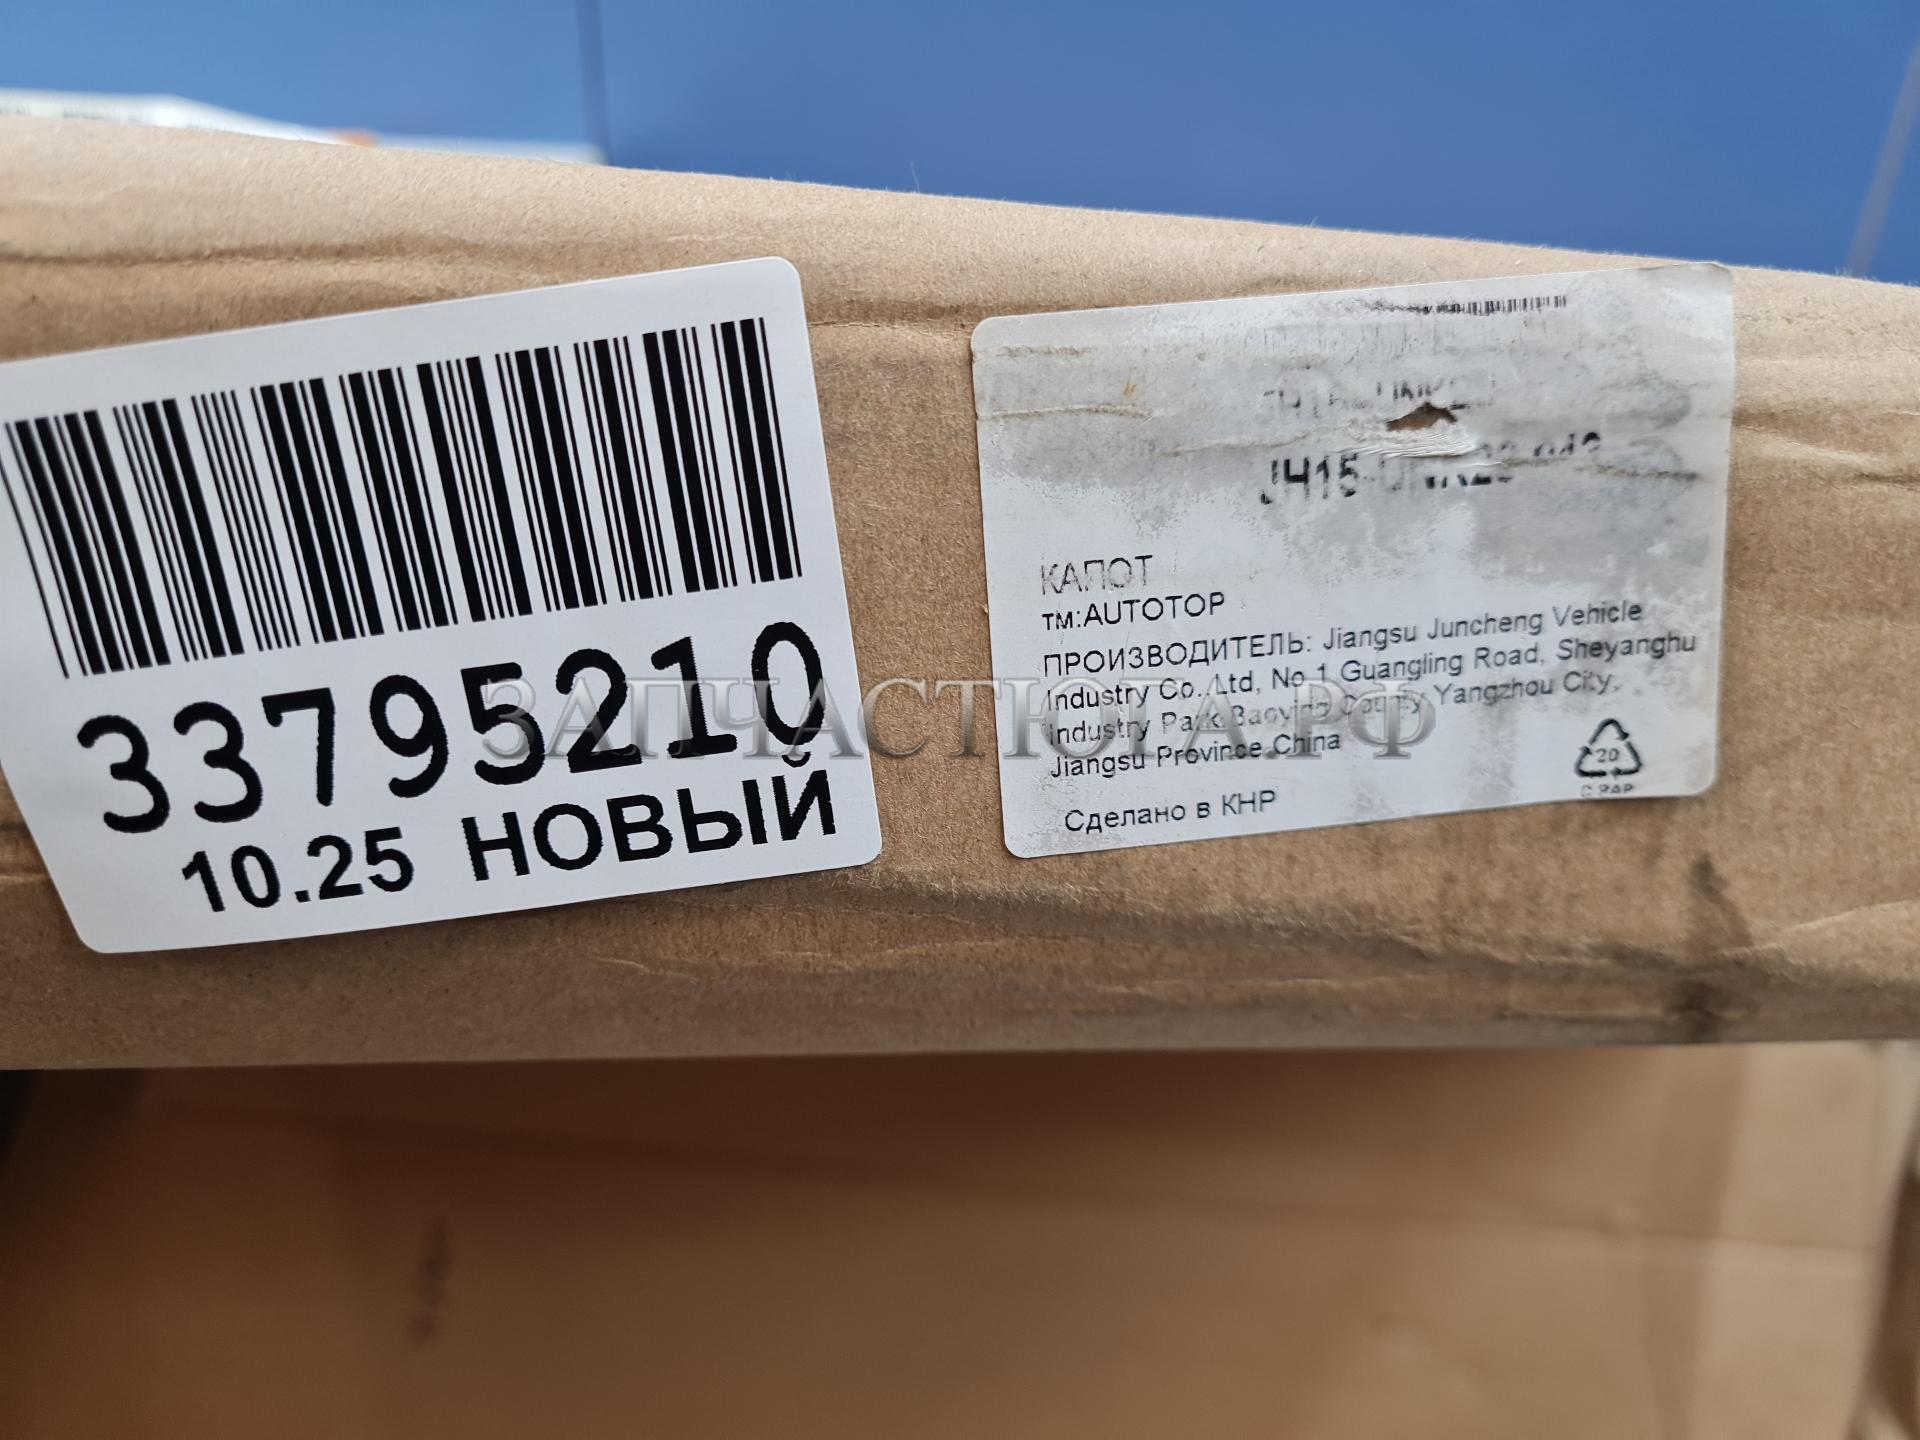 33795210
10.25 НОВЫЙ
КАПОТ
тм:AUTOTOP
ПРОИЗВОДИТЕЛЬ: Jiangsu Juncheng Vehicle
Industry Co.,Ltd, No.1 Guangling Road, Sheyanghu
Industry Park Baoying County Yangzhou City,
Jiangsu Province,China
Сделано в КНР
20
C PAP
ЗАПЧАСТЮГА.РФ